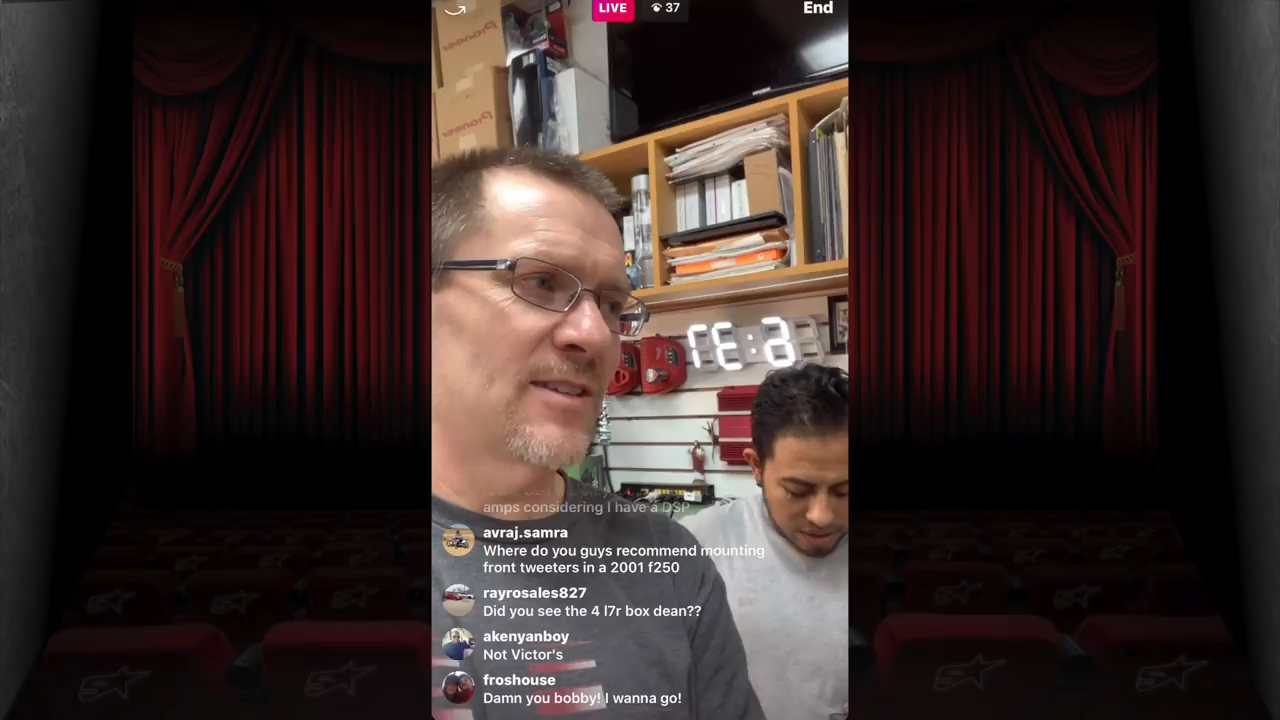 LIVE
37
End
Pioneer
Pioneer
amps considering I have a DSP
avraj.samra
Where do you guys recommend mounting
front tweeters in a 2001 f250
rayrosales827
Did you see the 4 l7r box dean??
akenyanboy
Not Victor's
froshouse
Damn you bobby! I wanna go!